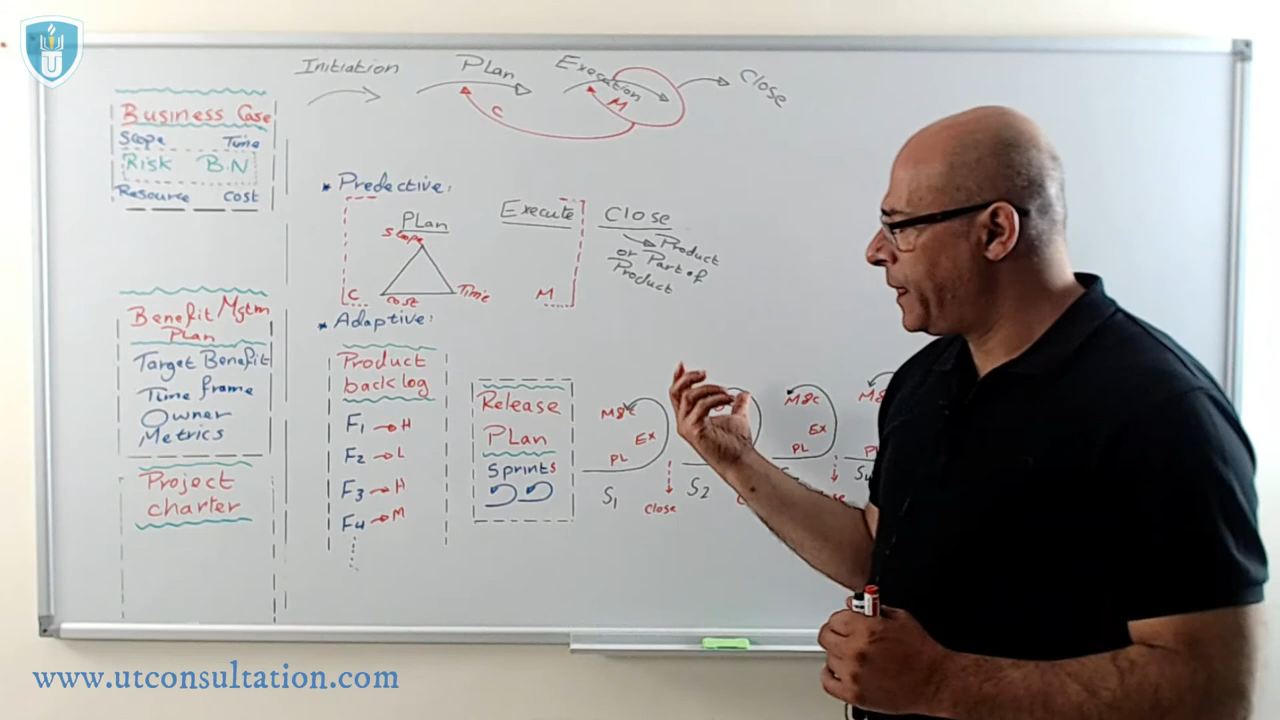 U
Initiation
Plan
Execution
Close
C
M
Business Case
Scope Time
Risk B.N
Resource Cost
Benefit Mgtm
Plan
Target Benefit
Time frame
Owner
Metrics
Project
charter
* Predective:
Plan
Scope
Cost
Time
C
Execute
M
Close
Product
or Part of
Product
* Adaptive:
Product
backlog
F1 → H
F2 → L
F3 → H
F4 → M
Release
Plan
Sprints
M&C
Ex
PL
S1
Close
S2
M&C
Ex
PL
PL
S4
www.utconsultation.com